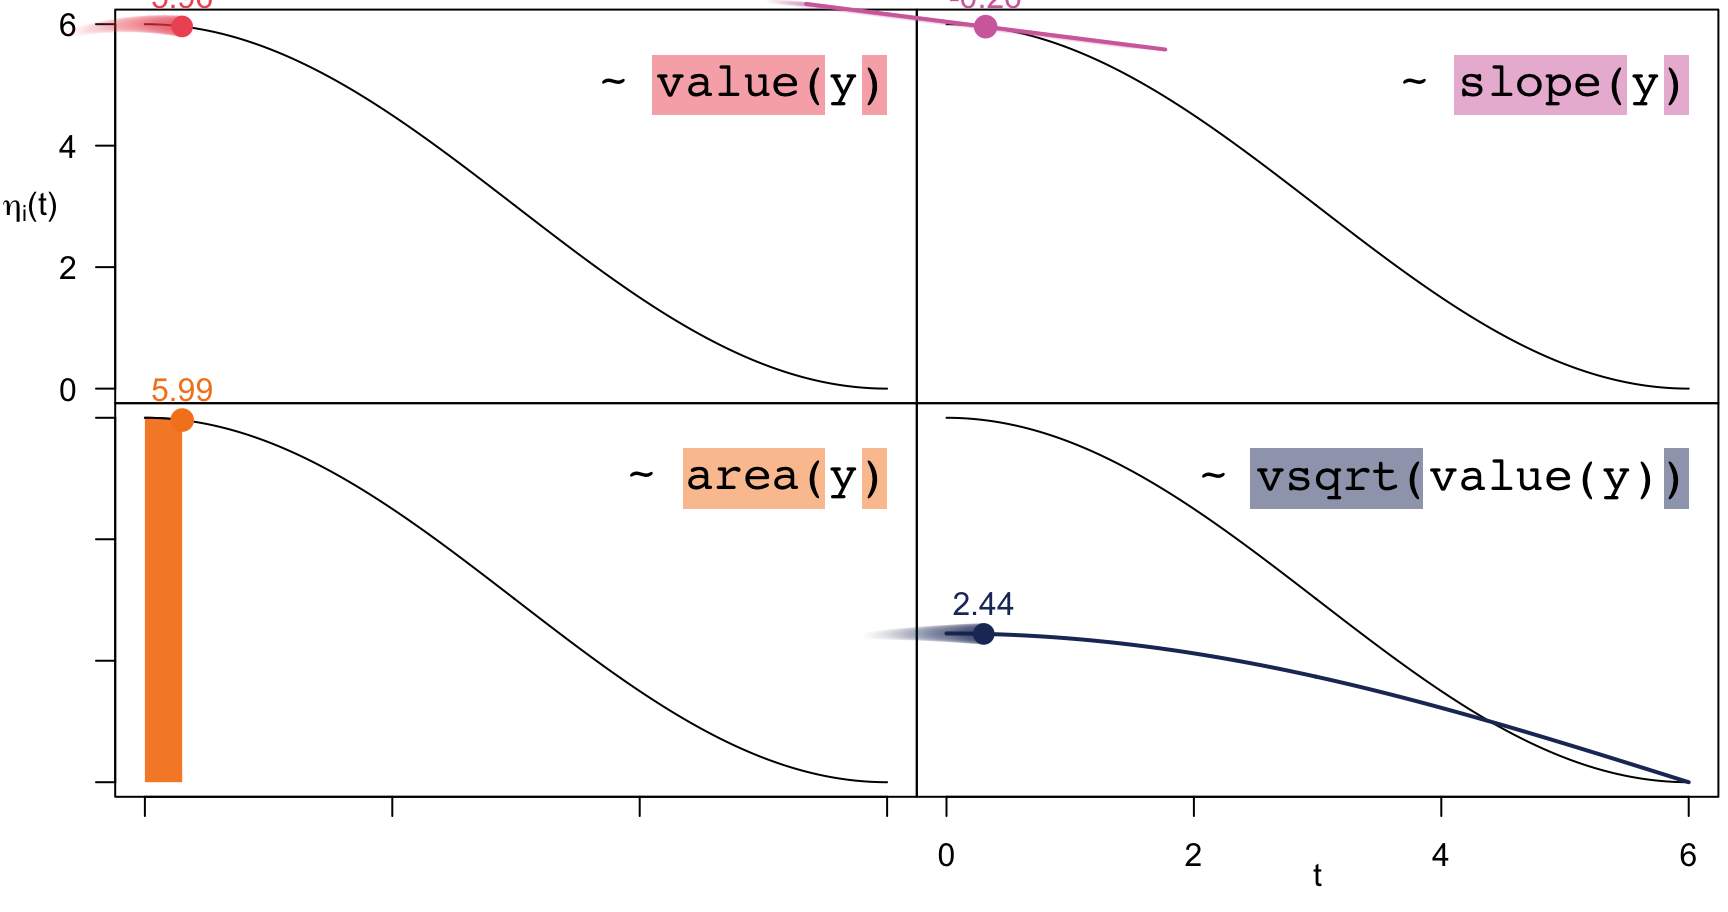 6
~ value(y)
~ slope(y)
4
ηi(t)
2
0
5.99
~ area(y)
~ vsqrt(value(y))
2.44
0 2 4 6
t